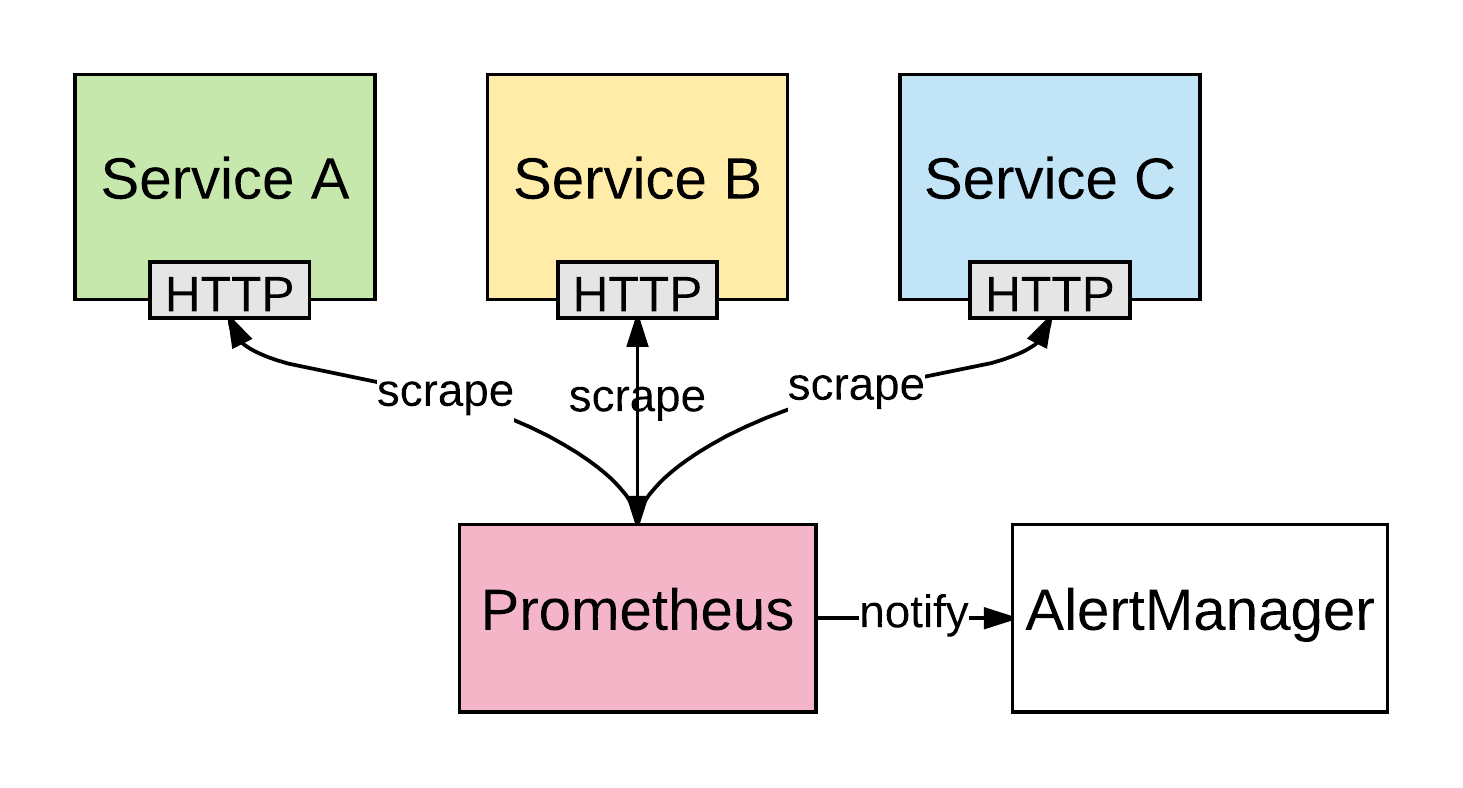 Service A
Service B
Service C
HTTP
HTTP
HTTP
scrape
scrape
scrape
Prometheus
notify
AlertManager